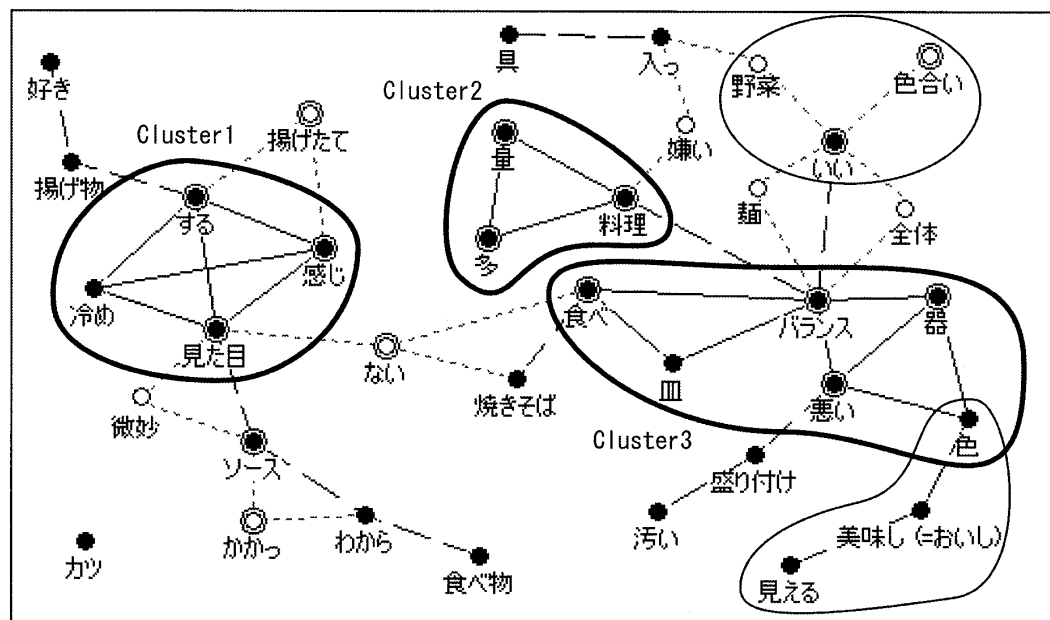 好き
具
入っ
野菜
色合い
Cluster2
Cluster1
揚げたて
量
嫌い
いい
揚げ物
する
料理
麺
全体
感じ
多
冷め
食べ
バランス
器
見た目
ない
皿
悪い
焼きそば
微妙
Cluster3
色
ソース
盛り付け
かかっ
わから
汚い
美味し(=おいし)
カツ
食べ物
見える